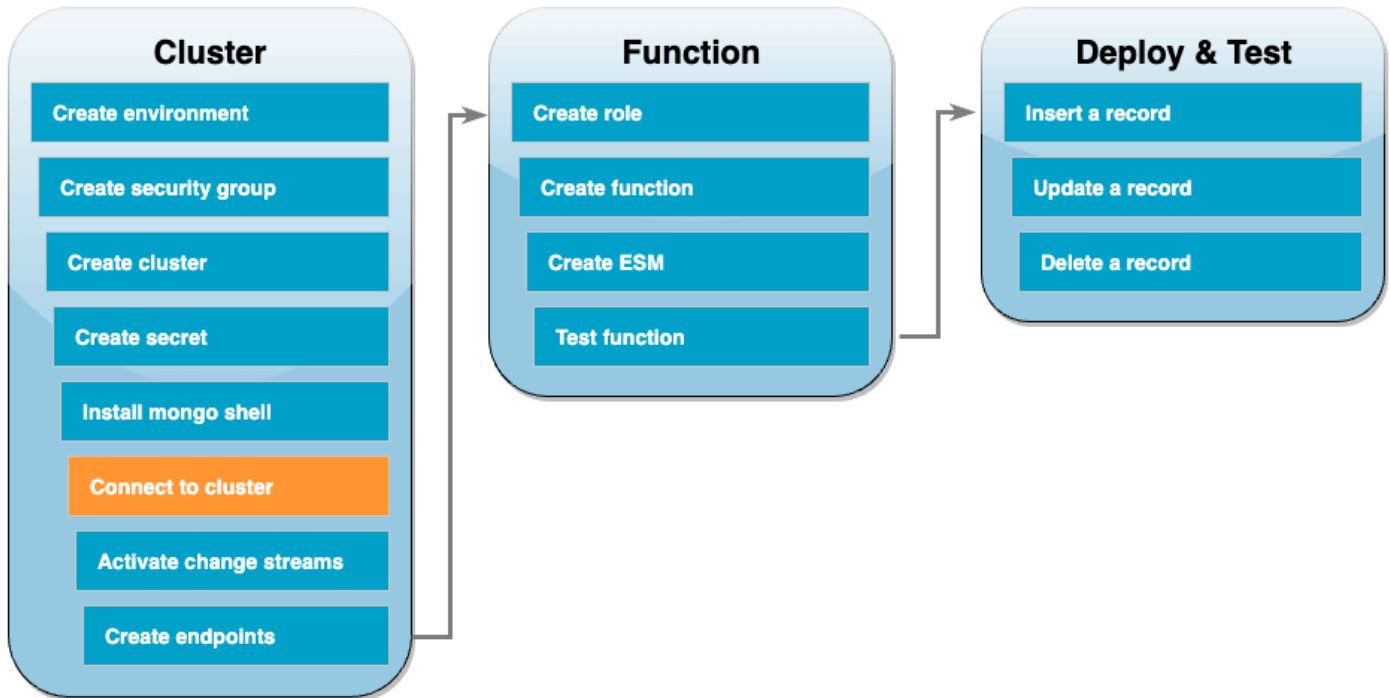 Cluster
Create environment
Create security group
Create cluster
Create secret
Install mongo shell
Connect to cluster
Activate change streams
Create endpoints
Function
Create role
Create function
Create ESM
Test function
Deploy & Test
Insert a record
Update a record
Delete a record